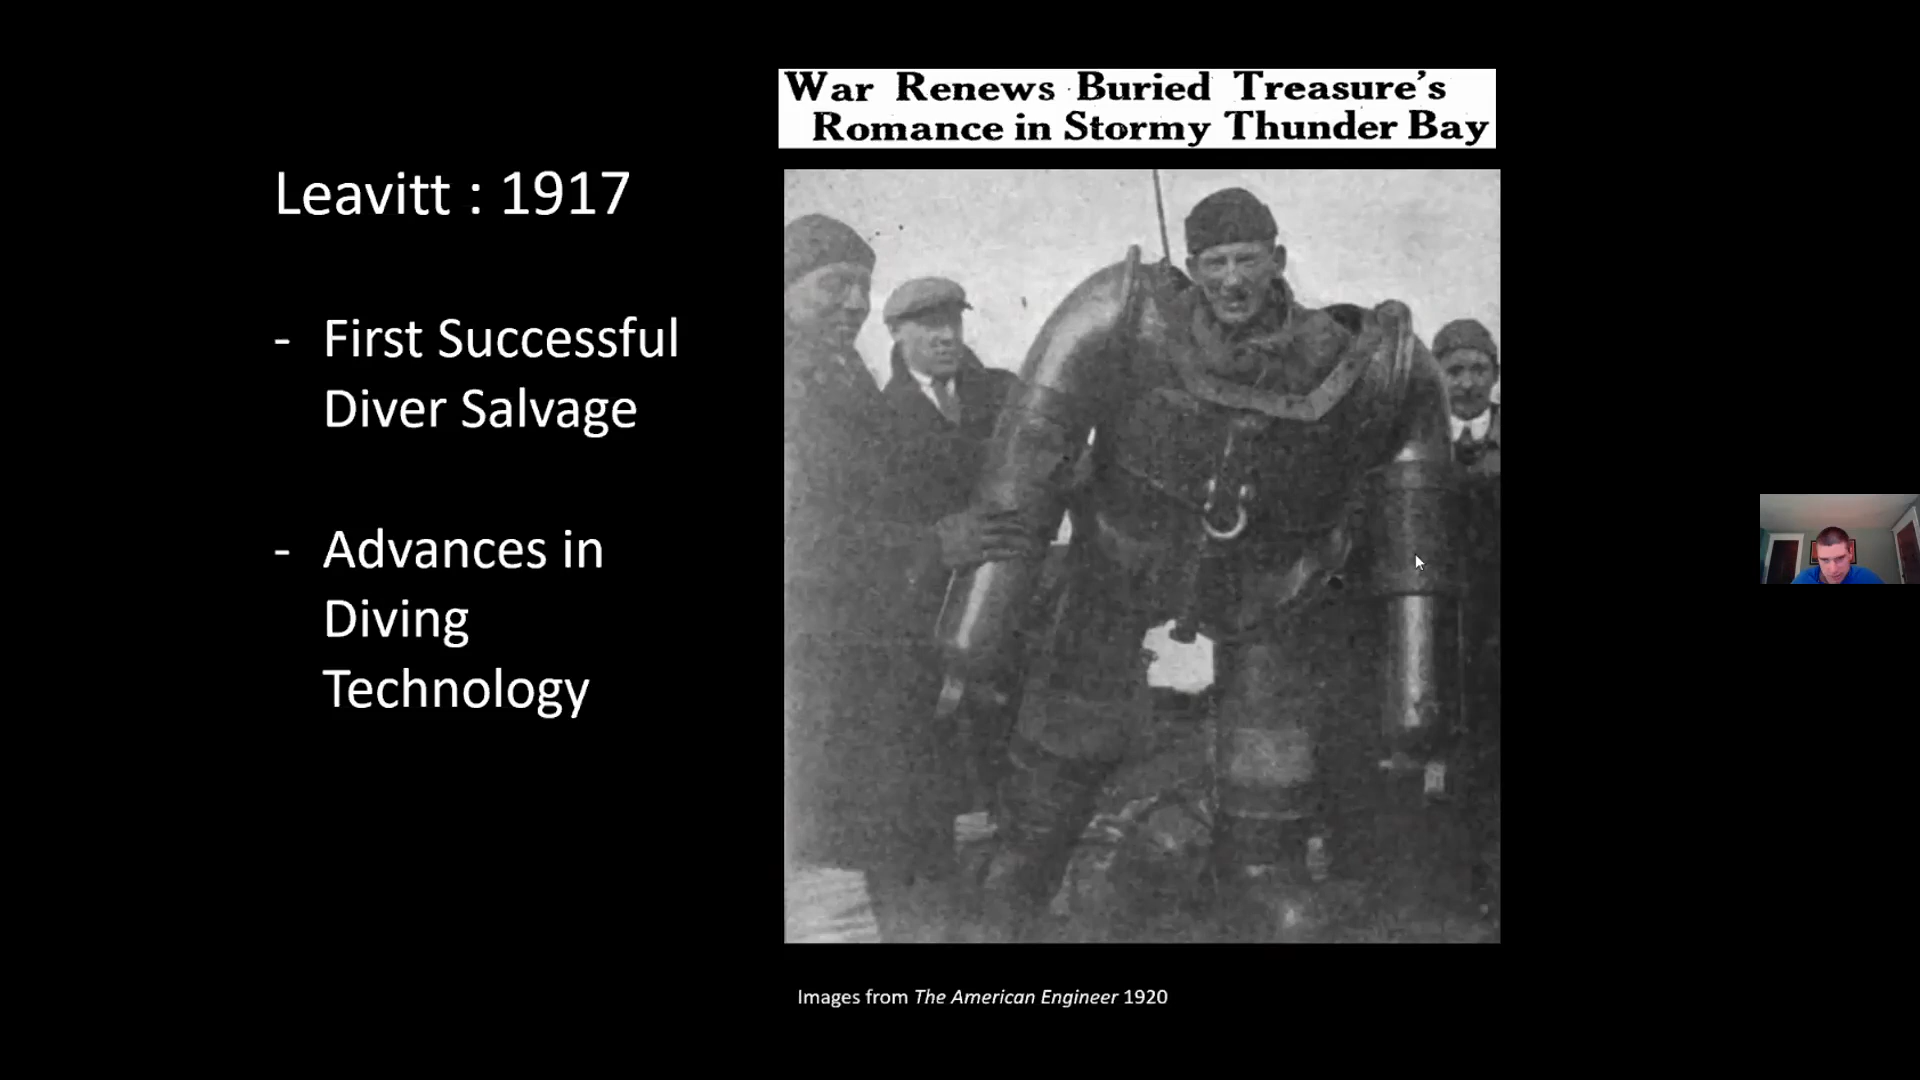 War Renews Buried Treasure's
Romance in Stormy Thunder Bay
Leavitt : 1917
- First Successful
Diver Salvage
- Advances in
Diving
Technology
Images from The American Engineer 1920